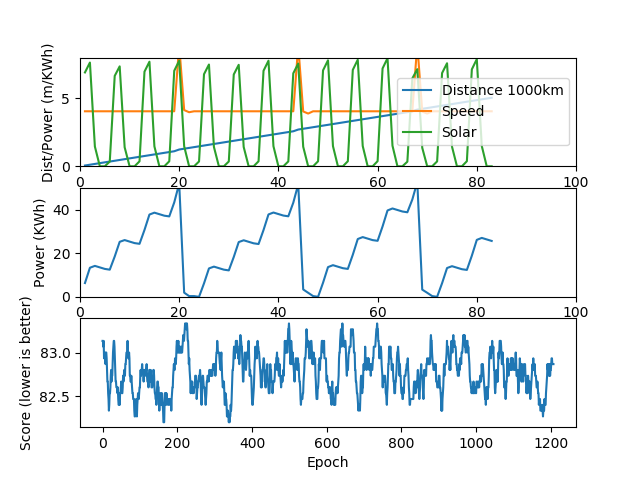 Dist/Power (m/KWh)
5
0
Distance 1000km
Speed
Solar
0 20 40 60 80 100
Power (KWh)
40
20
0
0 20 40 60 80 100
Score (lower is better)
83.0
82.5
0 200 400 600 800 1000 1200
Epoch